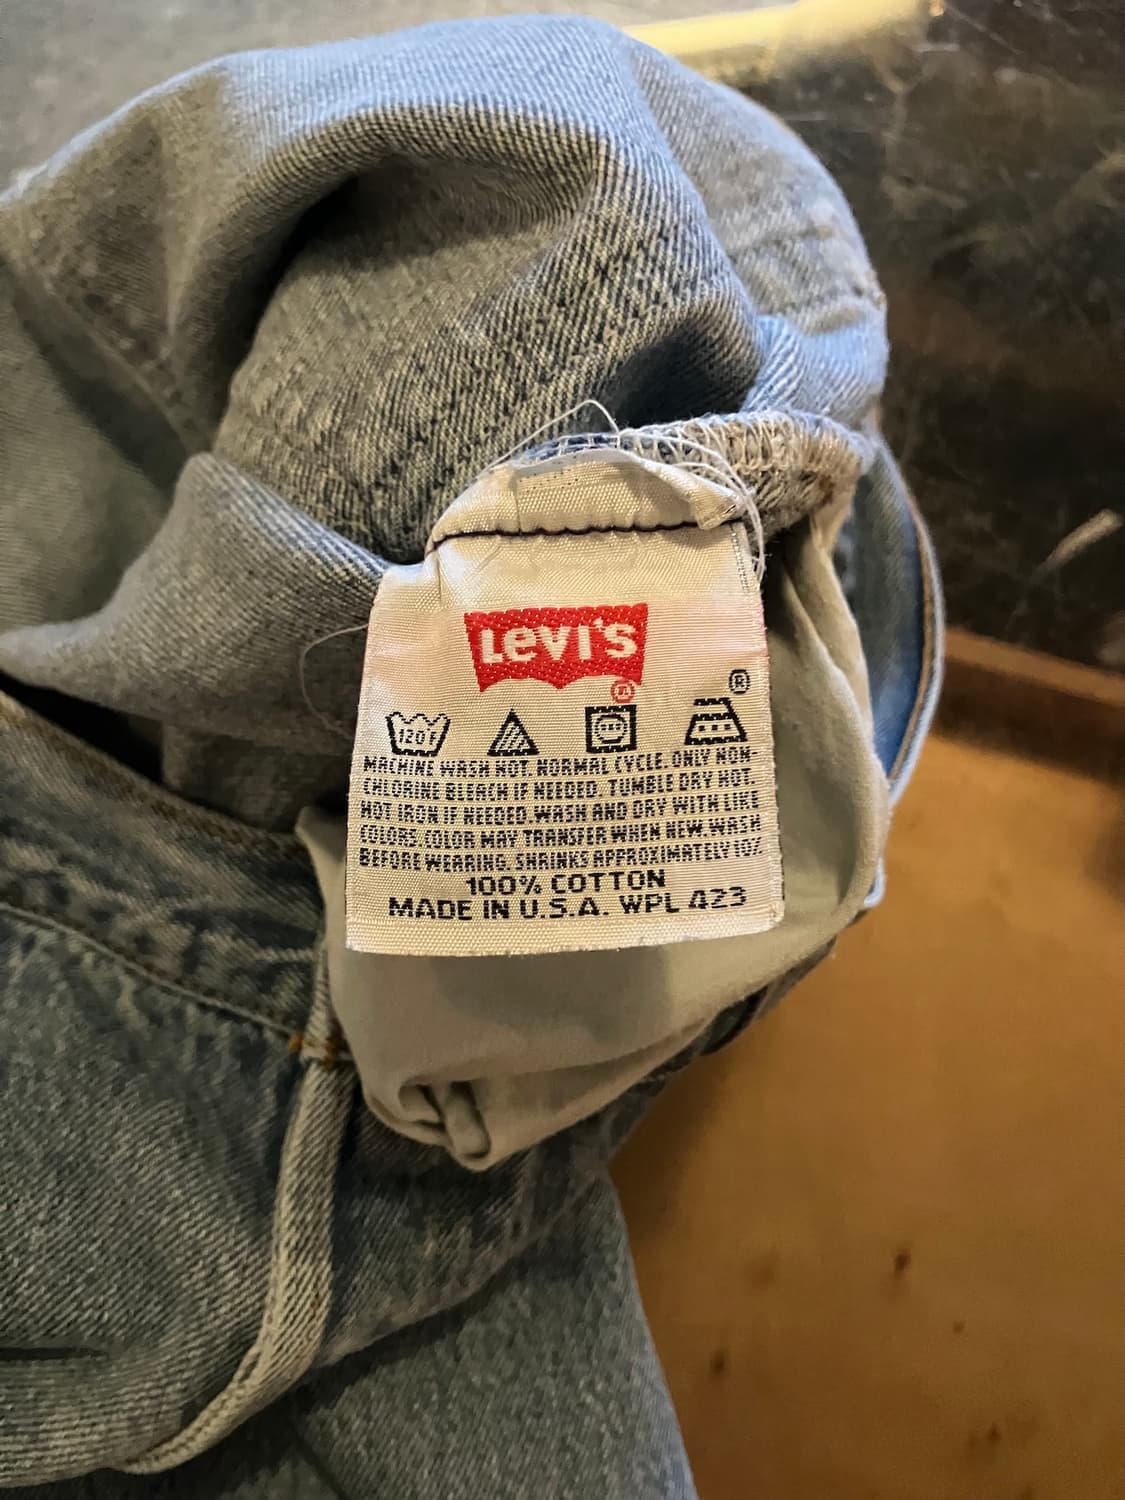 Levi's
®
®
120F
MACHINE WASH HOT. NORMAL CYCLE. ONLY NON-
CHLORINE BLEACH IF NEEDED. TUMBLE DRY HOT.
HOT IRON IF NEEDED. WASH AND DRY WITH LIKE
COLORS. COLOR MAY TRANSFER WHEN NEW. WASH
BEFORE WEARING. SHRINKS APPROXIMATELY 10%
100% COTTON
MADE IN U.S.A. WPL 423